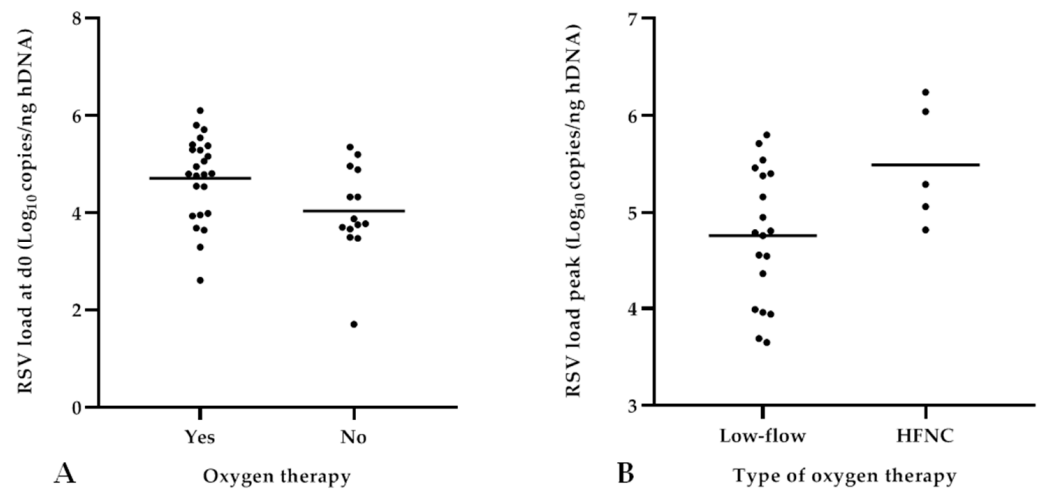 RSV load at d0 (Log10 copies/ng hDNA)
8
6
4
2
0
Yes
No
A
Oxygen therapy
RSV load peak (Log10 copies/ng hDNA)
7
6
5
4
3
Low-flow
HFNC
B
Type of oxygen therapy